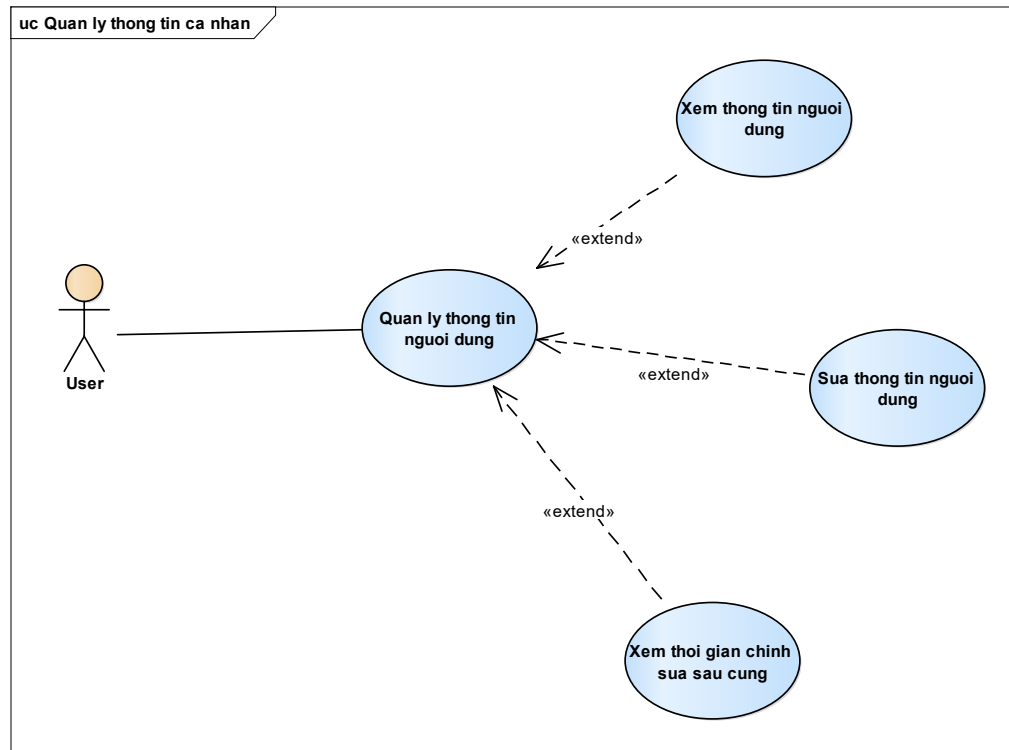 uc Quan ly thong tin ca nhan
Xem thong tin nguoi
dung
«extend»
Quan ly thong tin
nguoi dung
User
«extend»
Sua thong tin nguoi
dung
«extend»
Xem thoi gian chinh
sua sau cung